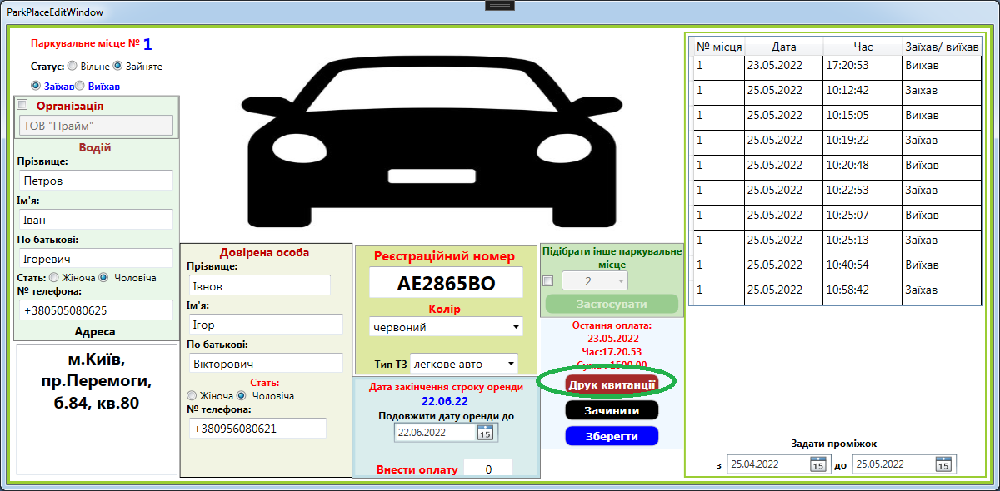 ParkPlaceEditWindow
Паркувальне місце № 1
Статус: Вільне Зайняте
Заїхав Виїхав
Організація
ТОВ "Прайм"
Водій
Прізвище:
Петров
Ім'я:
Іван
По батькові:
Ігоревич
Стать: Жіноча Чоловіча
№ телефона:
+380505080625
Адреса
м.Київ,
пр.Перемоги,
б.84, кв.80
Довірена особа
Прізвище:
Івнов
Ім'я:
Ігор
По батькові:
Вікторович
Стать:
Жіноча Чоловіча
№ телефона:
+380956080621
Реєстраційний номер
АЕ2865ВО
Колір
червоний
Тип ТЗ легкове авто
Дата закінчення строку оренди
22.06.22
Подовжити дату оренди до
22.06.2022 15
Внести оплату 0
Підібрати інше паркувальне
місце
2
Застосувати
Остання оплата:
23.05.2022
Час:17.20.53
Сума : 1500,00
Друк квитанції
Зачинити
Зберегти
№ місця Дата Час Заїхав/ виїхав
1 23.05.2022 17:20:53 Виїхав
1 25.05.2022 10:12:42 Заїхав
1 25.05.2022 10:15:05 Виїхав
1 25.05.2022 10:19:22 Заїхав
1 25.05.2022 10:20:48 Виїхав
1 25.05.2022 10:22:53 Заїхав
1 25.05.2022 10:25:07 Виїхав
1 25.05.2022 10:25:13 Заїхав
1 25.05.2022 10:40:54 Виїхав
1 25.05.2022 10:58:42 Заїхав
Задати проміжок
з 25.04.2022 15 до 25.05.2022 15